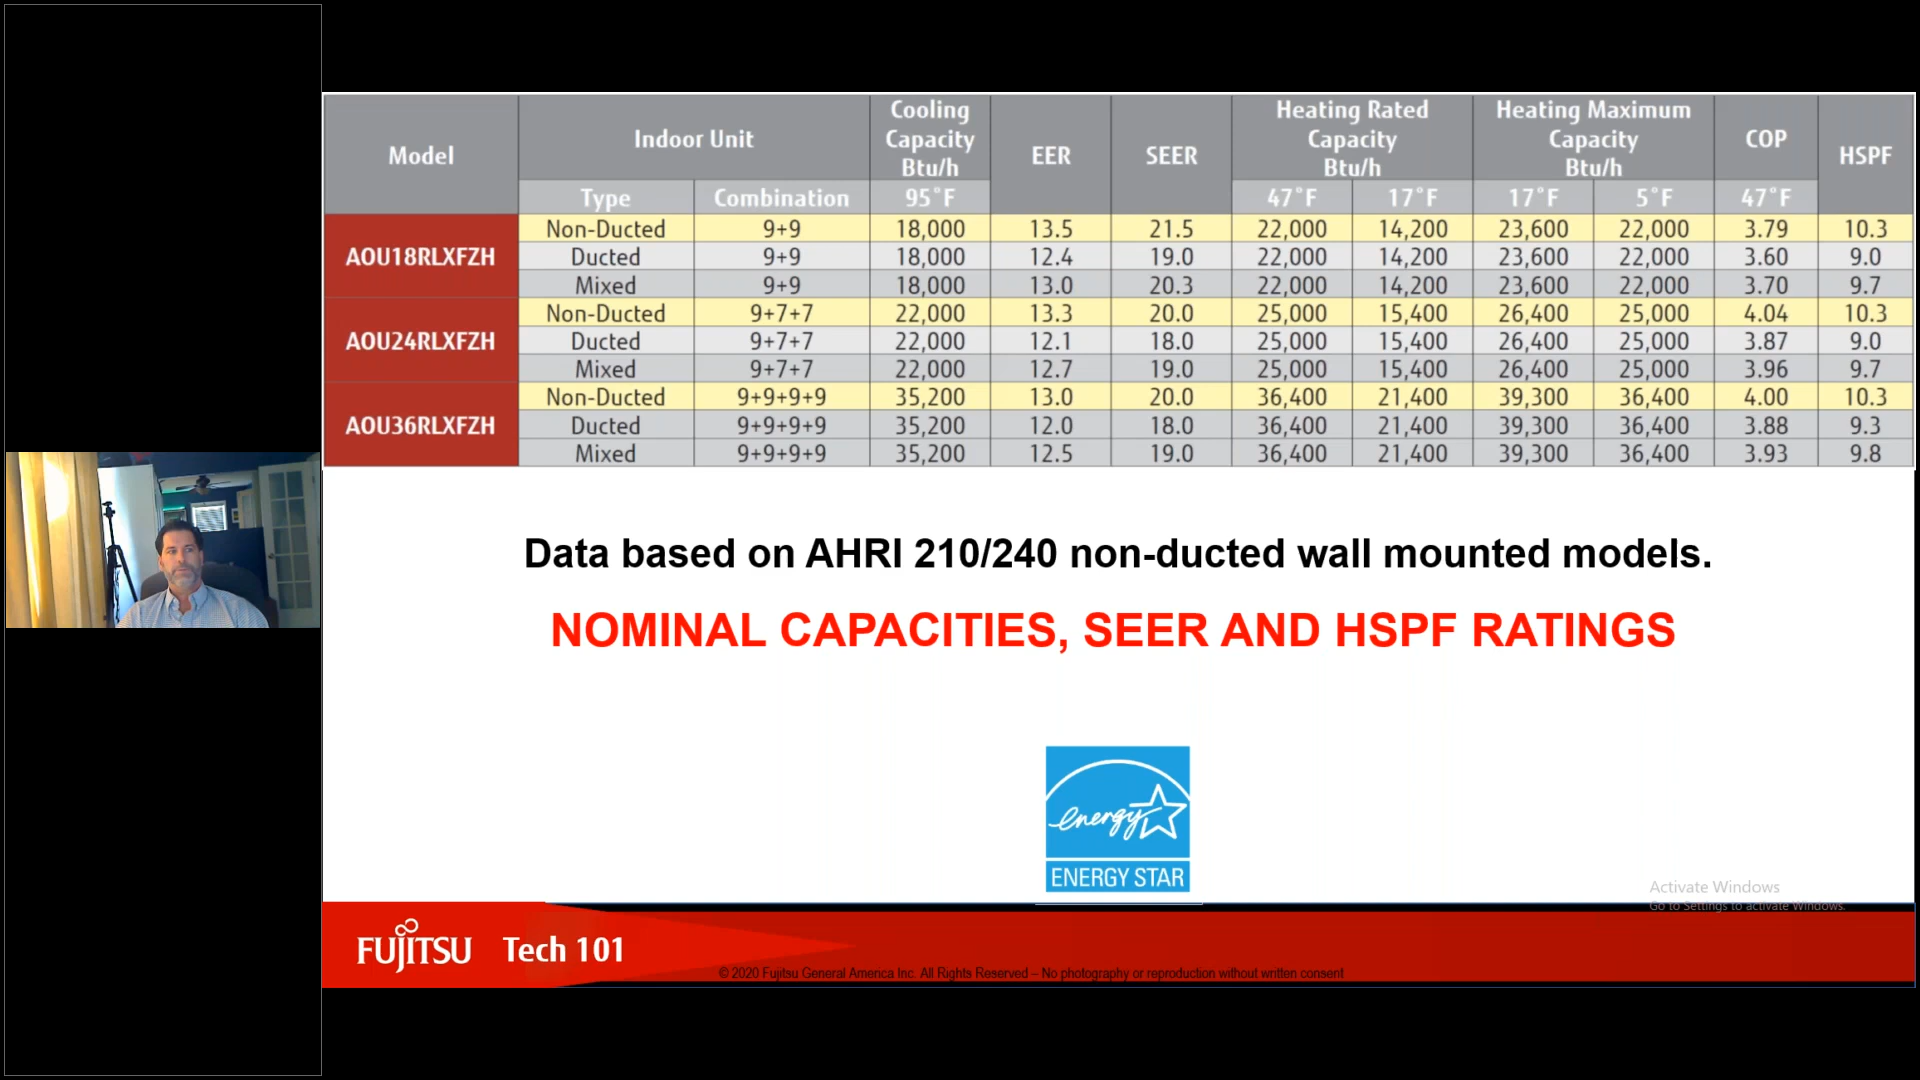 Model Indoor Unit Cooling Capacity Btu/h EER SEER Heating Rated Capacity Btu/h Heating Maximum Capacity Btu/h COP HSPF
Type Combination 95°F 47°F 17°F 17°F 5°F 47°F
AOU18RLXFZH
Non-Ducted 9+9 18,000 13.5 21.5 22,000 14,200 23,600 22,000 3.79 10.3
Ducted 9+9 18,000 12.4 19.0 22,000 14,200 23,600 22,000 3.60 9.0
Mixed 9+9 18,000 13.0 20.3 22,000 14,200 23,600 22,000 3.70 9.7
AOU24RLXFZH
Non-Ducted 9+7+7 22,000 13.3 20.0 25,000 15,400 26,400 25,000 4.04 10.3
Ducted 9+7+7 22,000 12.1 18.0 25,000 15,400 26,400 25,000 3.87 9.0
Mixed 9+7+7 22,000 12.7 19.0 25,000 15,400 26,400 25,000 3.96 9.7
AOU36RLXFZH
Non-Ducted 9+9+9+9 35,200 13.0 20.0 36,400 21,400 39,300 36,400 4.00 10.3
Ducted 9+9+9+9 35,200 12.0 18.0 36,400 21,400 39,300 36,400 3.88 9.3
Mixed 9+9+9+9 35,200 12.5 19.0 36,400 21,400 39,300 36,400 3.93 9.8
Data based on AHRI 210/240 non-ducted wall mounted models.
NOMINAL CAPACITIES, SEER AND HSPF RATINGS
energy
ENERGY STAR
Activate Windows
Go to Settings to activate Windows.
FUJITSU Tech 101
© 2020 Fujitsu General America Inc. All Rights Reserved – No photography or reproduction without written consent